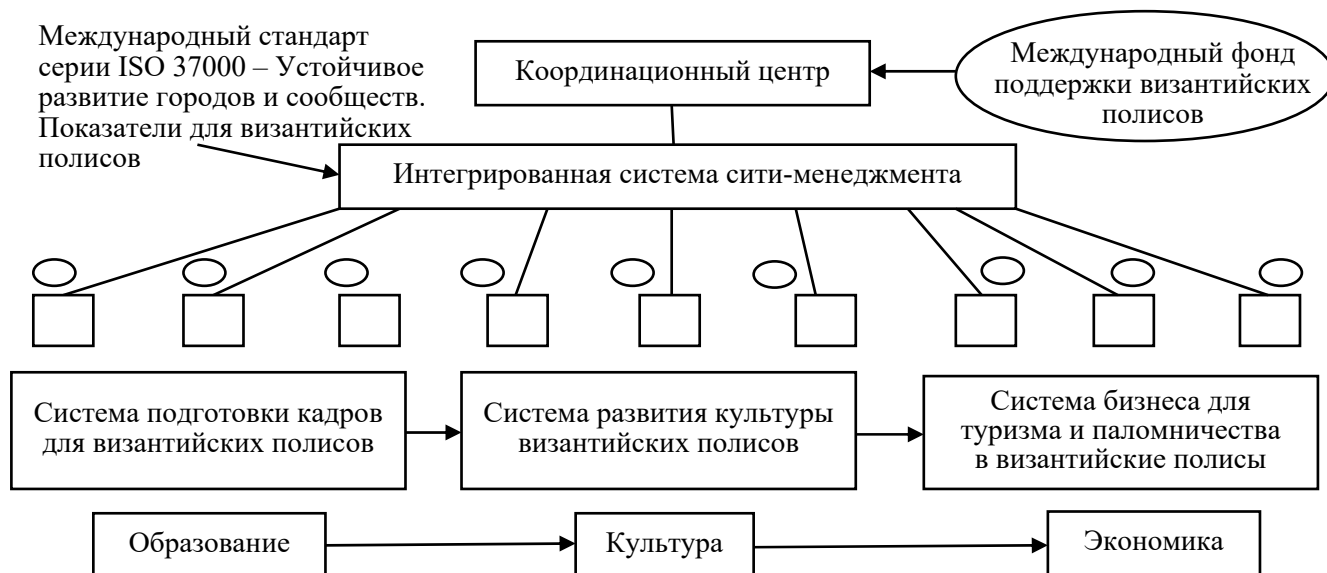 Международный стандарт
серии ISO 37000 – Устойчивое
развитие городов и сообществ.
Показатели для византийских
полисов
Координационный центр
Международный фонд
поддержки византийских
полисов
Интегрированная система сити-менеджмента
Система подготовки кадров
для византийских полисов
Система развития культуры
византийских полисов
Система бизнеса для
туризма и паломничества
в византийские полисы
Образование
Культура
Экономика